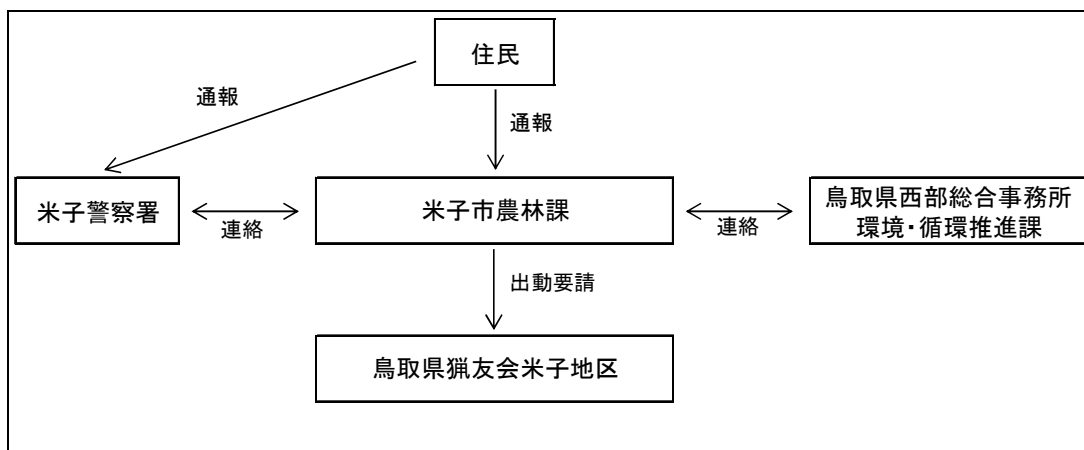 住民
通報
通報
米子警察署
連絡
米子市農林課
連絡
鳥取県西部総合事務所
環境・循環推進課
出動要請
鳥取県猟友会米子地区